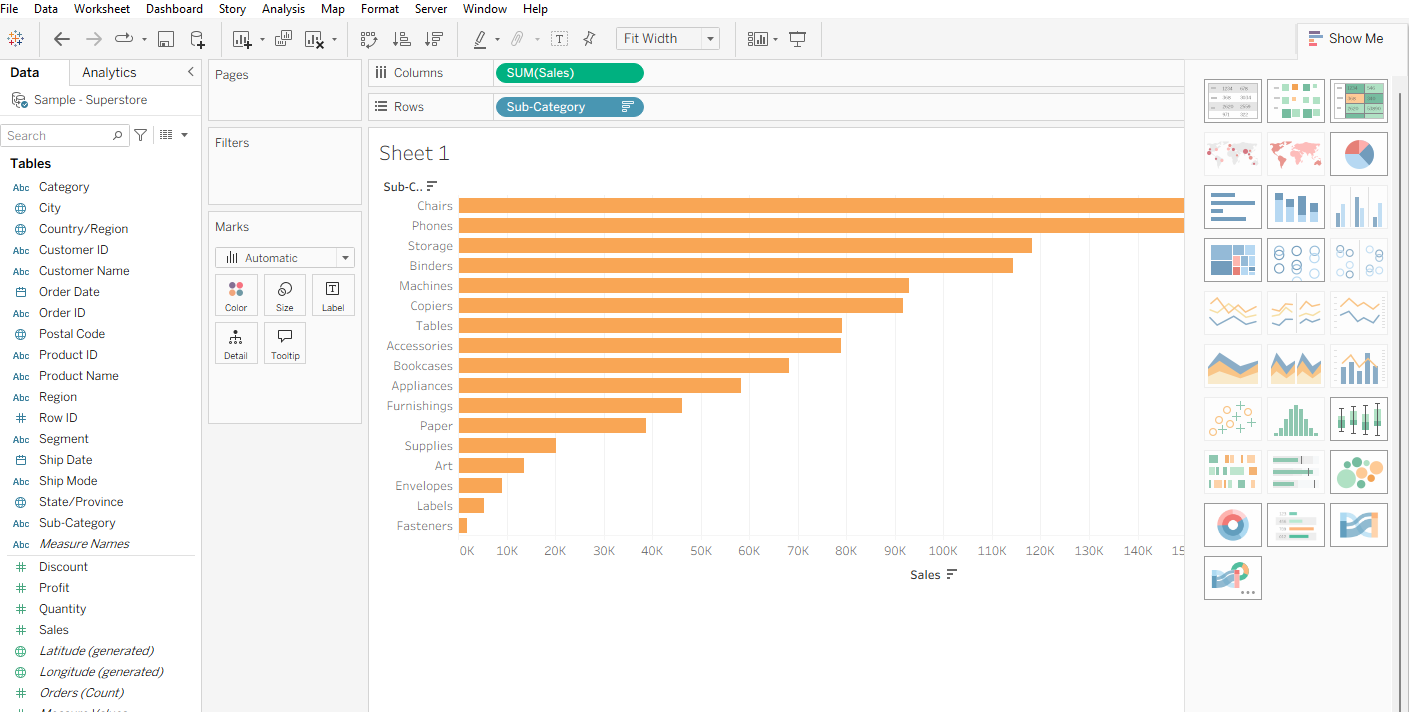 File Data Worksheet Dashboard Story Analysis Map Format Server Window Help
Fit Width
Show Me
Data Analytics
Sample - Superstore
Search
Tables
Category
City
Country/Region
Customer ID
Customer Name
Order Date
Order ID
Postal Code
Product ID
Product Name
Region
Row ID
Segment
Ship Date
Ship Mode
State/Province
Sub-Category
Measure Names
Discount
Profit
Quantity
Sales
Latitude (generated)
Longitude (generated)
Orders (Count)
Pages
Filters
Marks
Automatic
Color Size Label
Detail Tooltip
Columns SUM(Sales)
Rows Sub-Category
Sheet 1
Sub-C..
Chairs
Phones
Storage
Binders
Machines
Copiers
Tables
Accessories
Bookcases
Appliances
Furnishings
Paper
Supplies
Art
Envelopes
Labels
Fasteners
0K 10K 20K 30K 40K 50K 60K 70K 80K 90K 100K 110K 120K 130K 140K 15
Sales